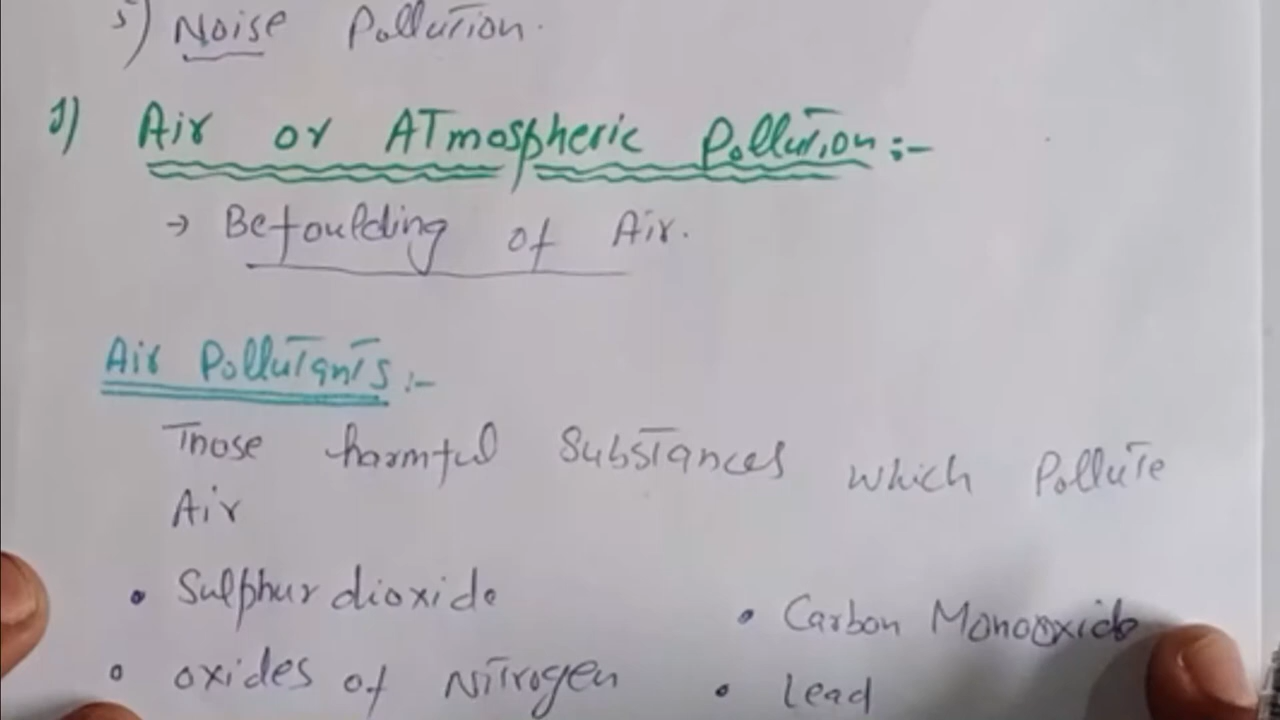 5) Noise Pollution.
1) Air or ATmospheric Pollution :-
→ Befoulding of Air.
Air Pollutants :-
Those harmful Substances which Pollute
Air
• Sulphur dioxide
• Carbon Monooxide
• oxides of Nitrogen
• Lead